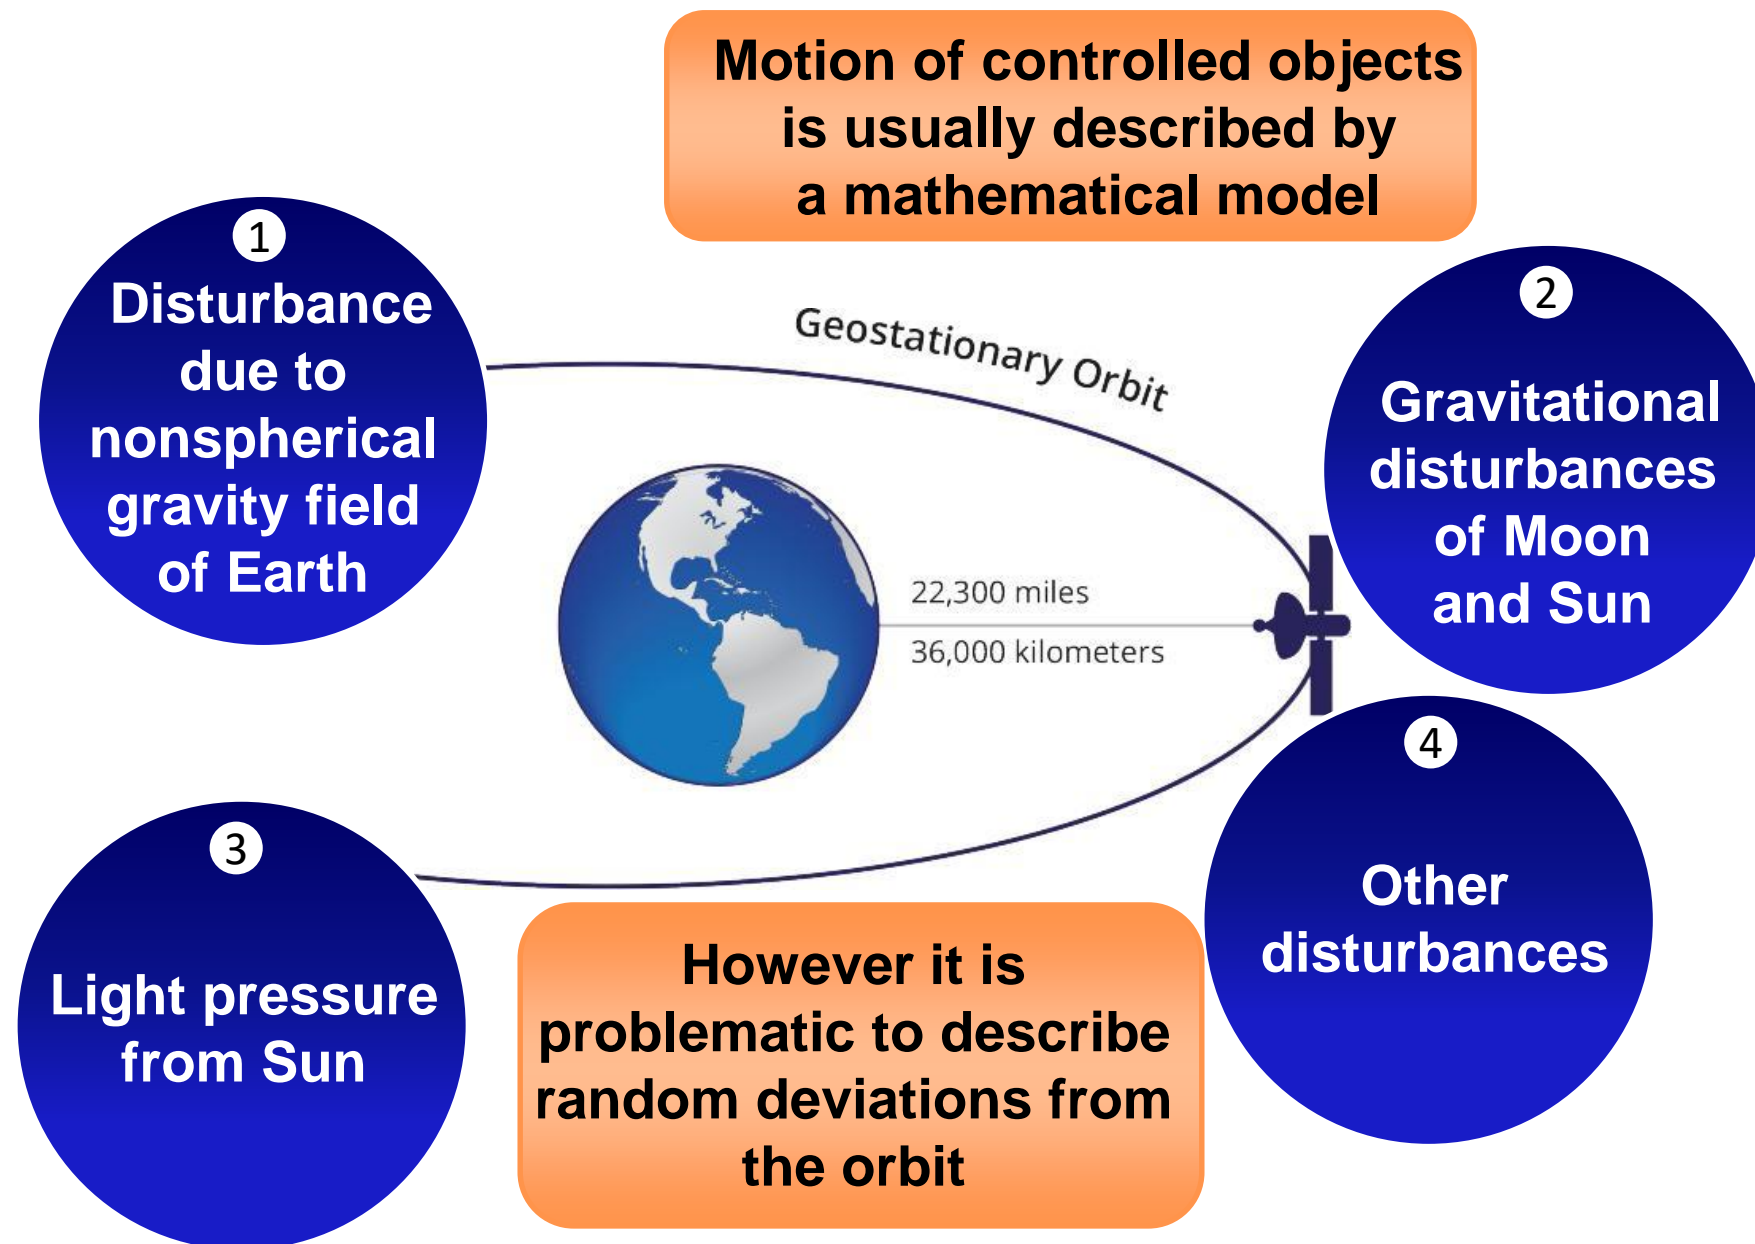 Motion of controlled objects
is usually described by
a mathematical model
1
Disturbance
due to
nonspherical
gravity field
of Earth
Geostationary Orbit
2
Gravitational
disturbances
of Moon
and Sun
22,300 miles
36,000 kilometers
3
Light pressure
from Sun
4
Other
disturbances
However it is
problematic to describe
random deviations from
the orbit